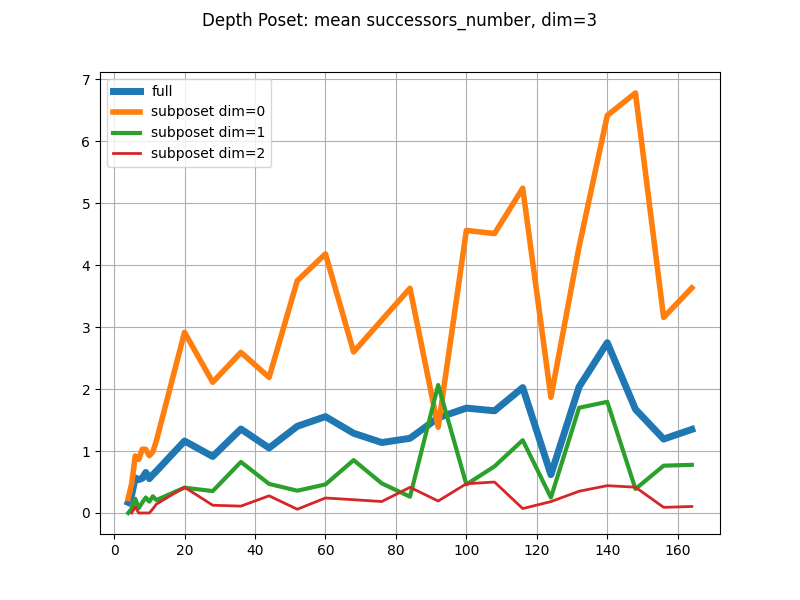 Depth Poset: mean successors_number, dim=3
full
subposet dim=0
subposet dim=1
subposet dim=2
7
6
5
4
3
2
1
0
0 20 40 60 80 100 120 140 160